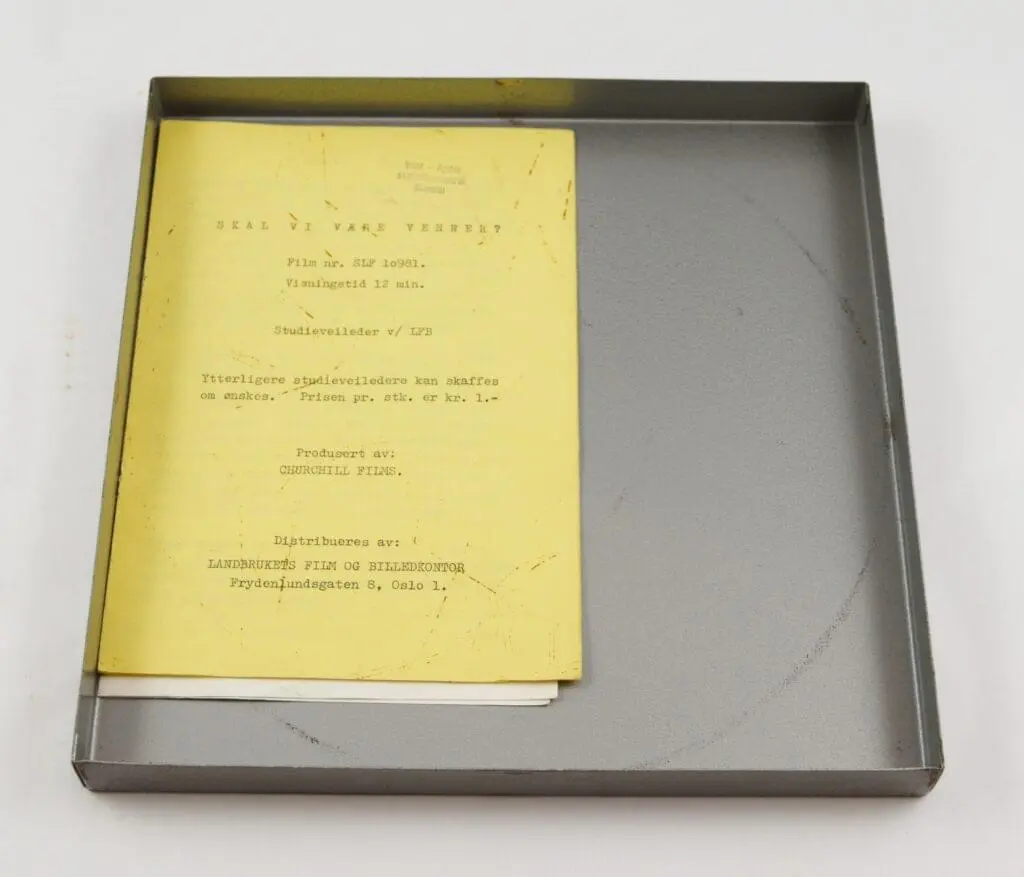 SKAL VI VÆRE VENNER?
Film nr. SLF 10981.
Visningstid 12 min.
Studieveileder v/ LFB
Ytterligere studieveiledere kan skaffes
om ønskes. Prisen pr. stk. er kr. 1.-
Produsert av:
CHURCHILL FILMS.
Distribueres av:
LANDBRUKETS FILM OG BILLEDKONTOR
Frydenlundsgaten 8, Oslo 1.